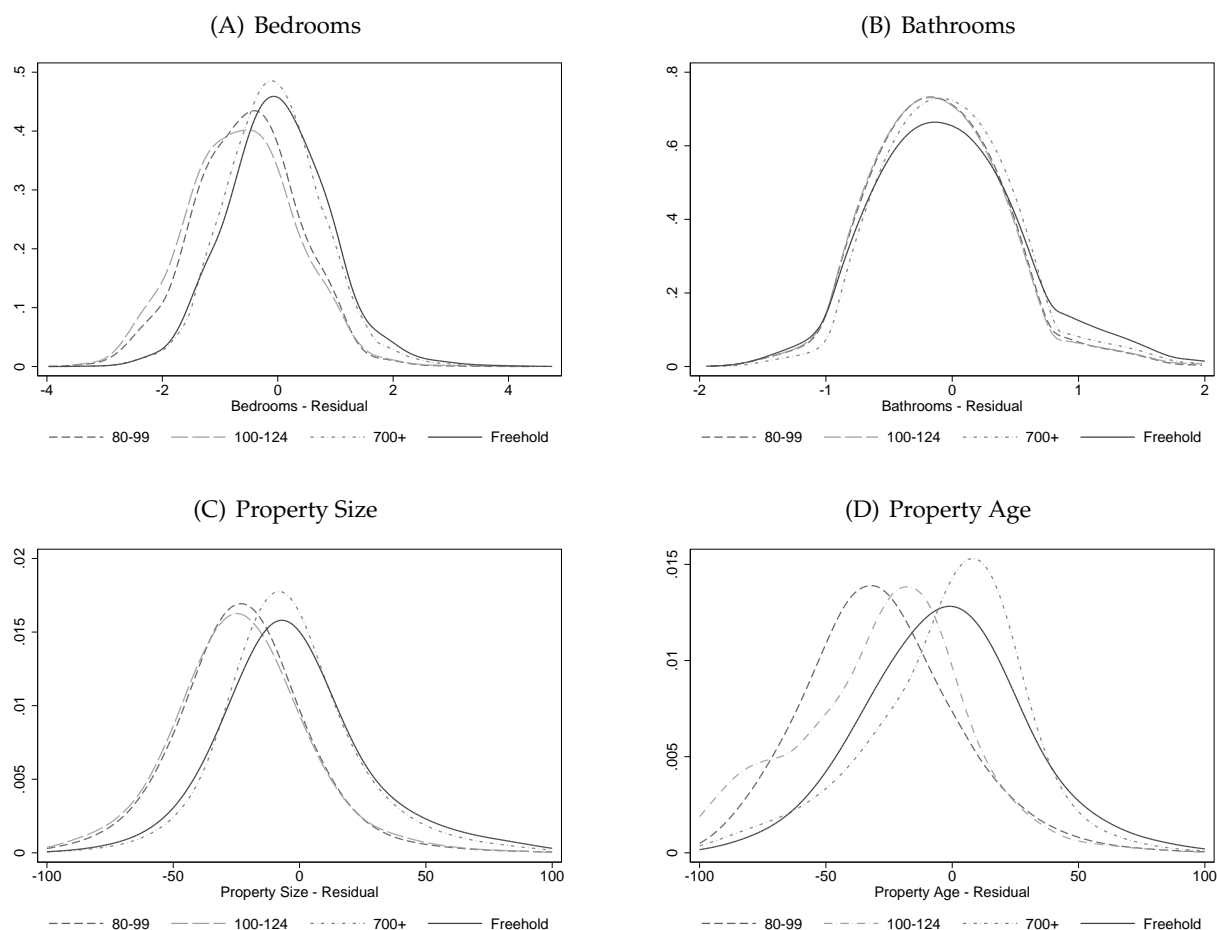 (A) Bedrooms
.5
.4
.3
.2
.1
0
-4 -2 0 2 4
Bedrooms - Residual
80-99 100-124 700+ Freehold
(B) Bathrooms
.8
.6
.4
.2
0
-2 -1 0 1 2
Bathrooms - Residual
80-99 100-124 700+ Freehold
(C) Property Size
.02
.015
.01
.005
0
-100 -50 0 50 100
Property Size - Residual
80-99 100-124 700+ Freehold
(D) Property Age
.015
.01
.005
0
-100 -50 0 50 100
Property Age - Residual
80-99 100-124 700+ Freehold